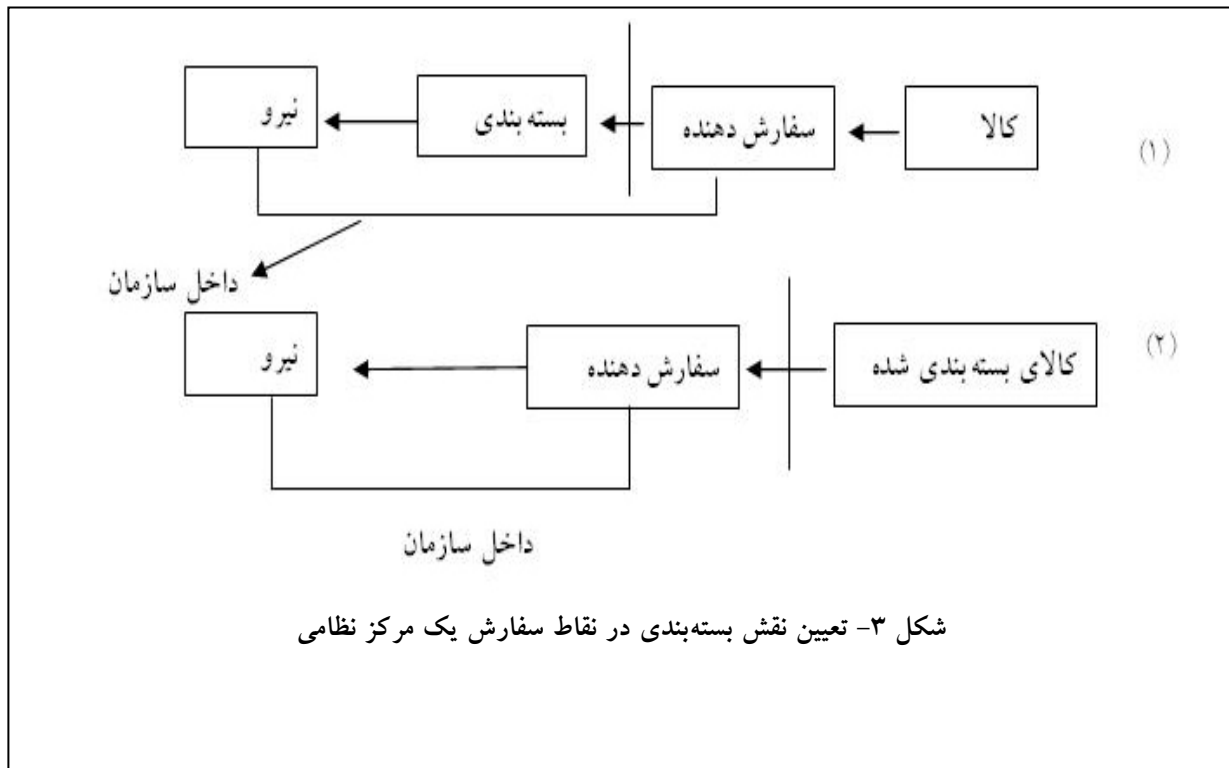 (۱)
کالا
سفارش دهنده
بسته بندی
نیرو
داخل سازمان
(۲)
کالای بسته بندی شده
سفارش دهنده
نیرو
داخل سازمان
شکل ۳- تعیین نقش بسته‌بندی در نقاط سفارش یک مرکز نظامی